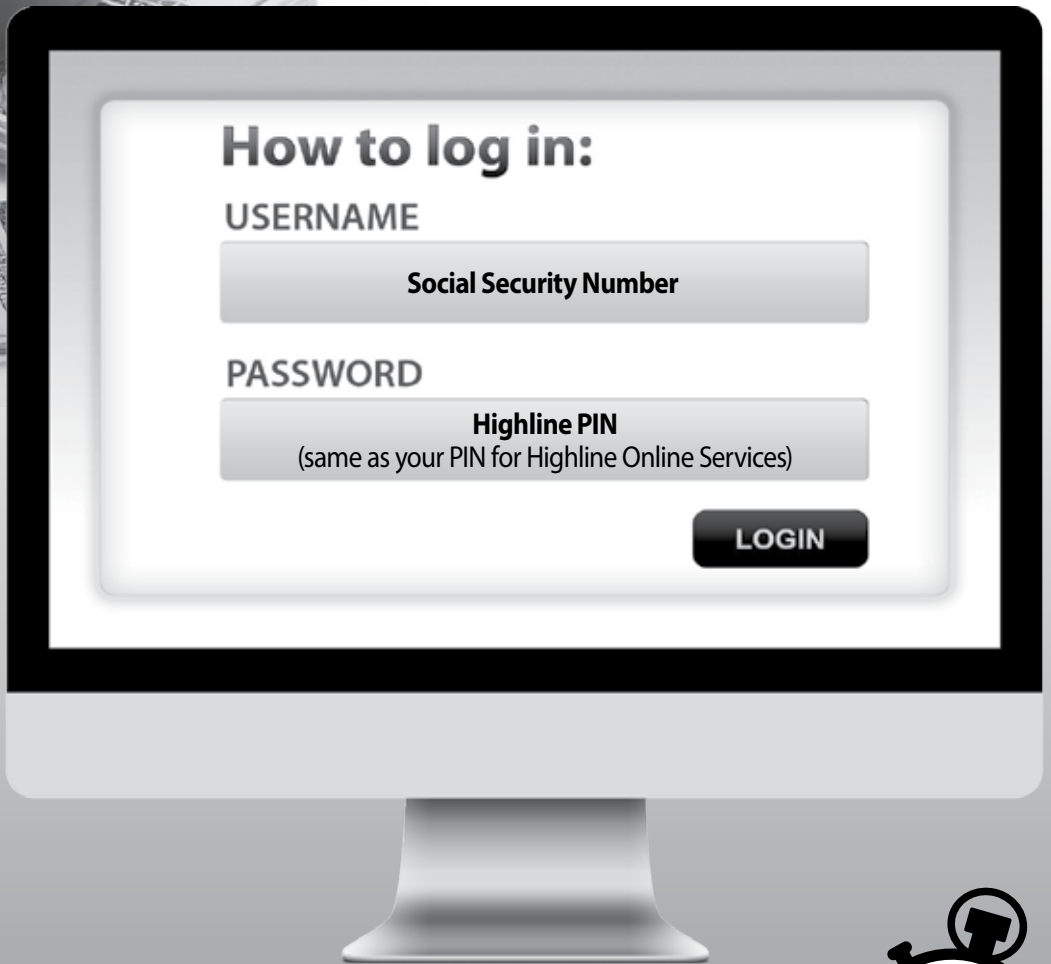 How to log in:
USERNAME
Social Security Number
PASSWORD
Highline PIN
(same as your PIN for Highline Online Services)
LOGIN